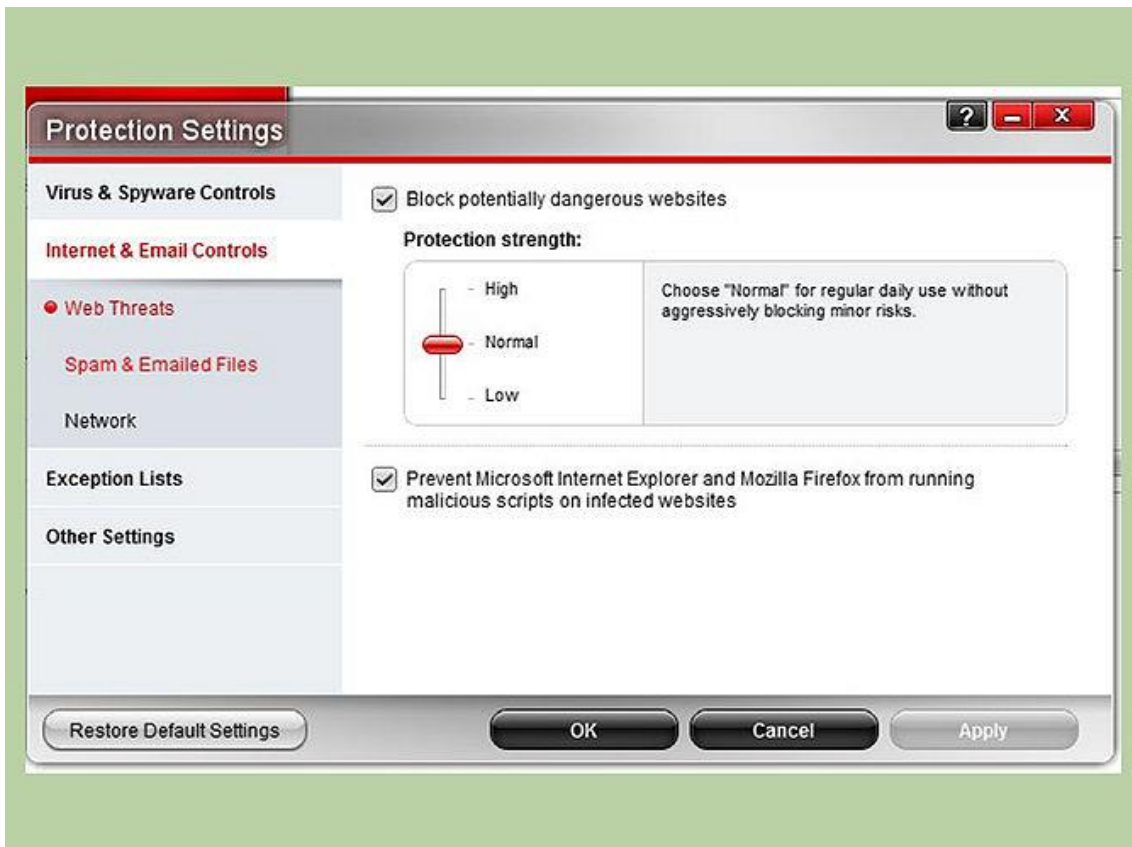 Protection Settings
?
X
Virus & Spyware Controls
Internet & Email Controls
Web Threats
Spam & Emailed Files
Network
Exception Lists
Other Settings
Block potentially dangerous websites
Protection strength:
High
Normal
Low
Choose "Normal" for regular daily use without
aggressively blocking minor risks.
Prevent Microsoft Internet Explorer and Mozilla Firefox from running
malicious scripts on infected websites
Restore Default Settings
OK
Cancel
Apply